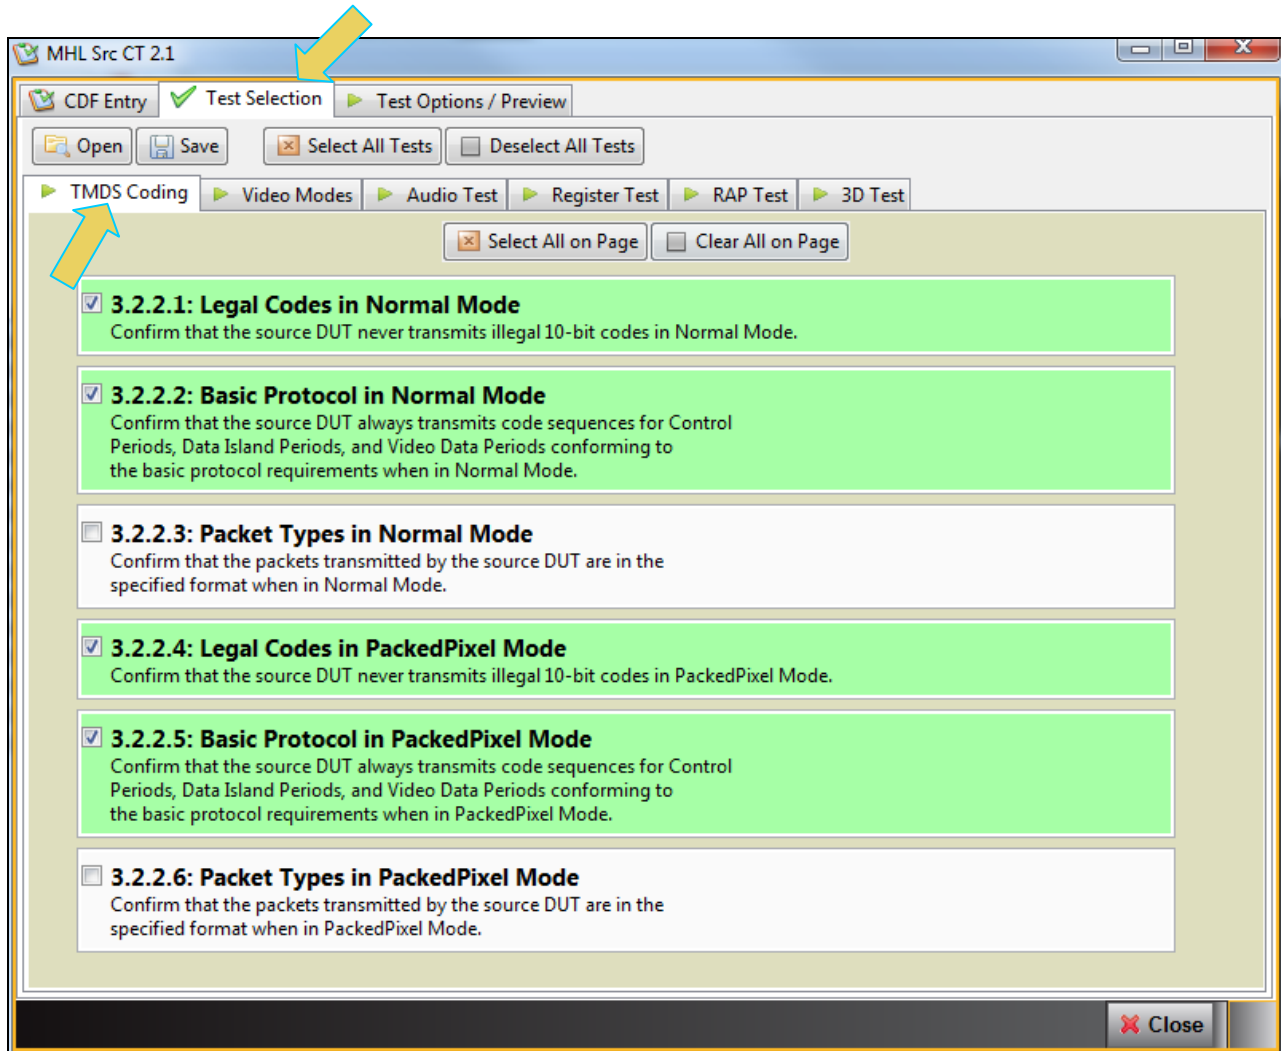 MHL Src CT 2.1
CDF Entry Test Selection Test Options / Preview
Open Save Select All Tests Deselect All Tests
TMDS Coding Video Modes Audio Test Register Test RAP Test 3D Test
Select All on Page Clear All on Page
3.2.2.1: Legal Codes in Normal Mode
Confirm that the source DUT never transmits illegal 10-bit codes in Normal Mode.
3.2.2.2: Basic Protocol in Normal Mode
Confirm that the source DUT always transmits code sequences for Control
Periods, Data Island Periods, and Video Data Periods conforming to
the basic protocol requirements when in Normal Mode.
3.2.2.3: Packet Types in Normal Mode
Confirm that the packets transmitted by the source DUT are in the
specified format when in Normal Mode.
3.2.2.4: Legal Codes in PackedPixel Mode
Confirm that the source DUT never transmits illegal 10-bit codes in PackedPixel Mode.
3.2.2.5: Basic Protocol in PackedPixel Mode
Confirm that the source DUT always transmits code sequences for Control
Periods, Data Island Periods, and Video Data Periods conforming to
the basic protocol requirements when in PackedPixel Mode.
3.2.2.6: Packet Types in PackedPixel Mode
Confirm that the packets transmitted by the source DUT are in the
specified format when in PackedPixel Mode.
Close